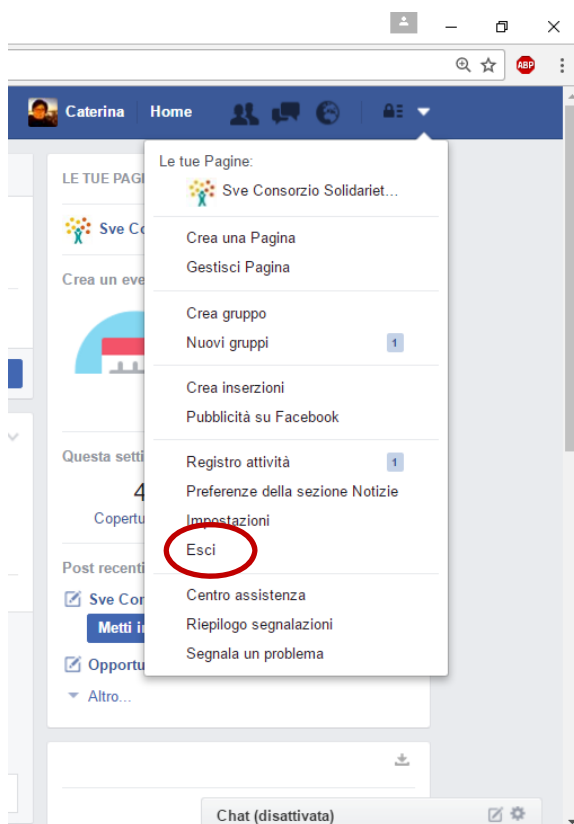 ABP
Caterina Home
LE TUE PAGI
Sve Co
Crea un eve
Questa setti
4
Copertu
Post recenti
Sve Con
Metti i
Opportu
Altro...
Le tue Pagine:
Sve Consorzio Solidariet...
Crea una Pagina
Gestisci Pagina
Crea gruppo
Nuovi gruppi 1
Crea inserzioni
Pubblicità su Facebook
Registro attività 1
Preferenze della sezione Notizie
Impostazioni
Esci
Centro assistenza
Riepilogo segnalazioni
Segnala un problema
Chat (disattivata)